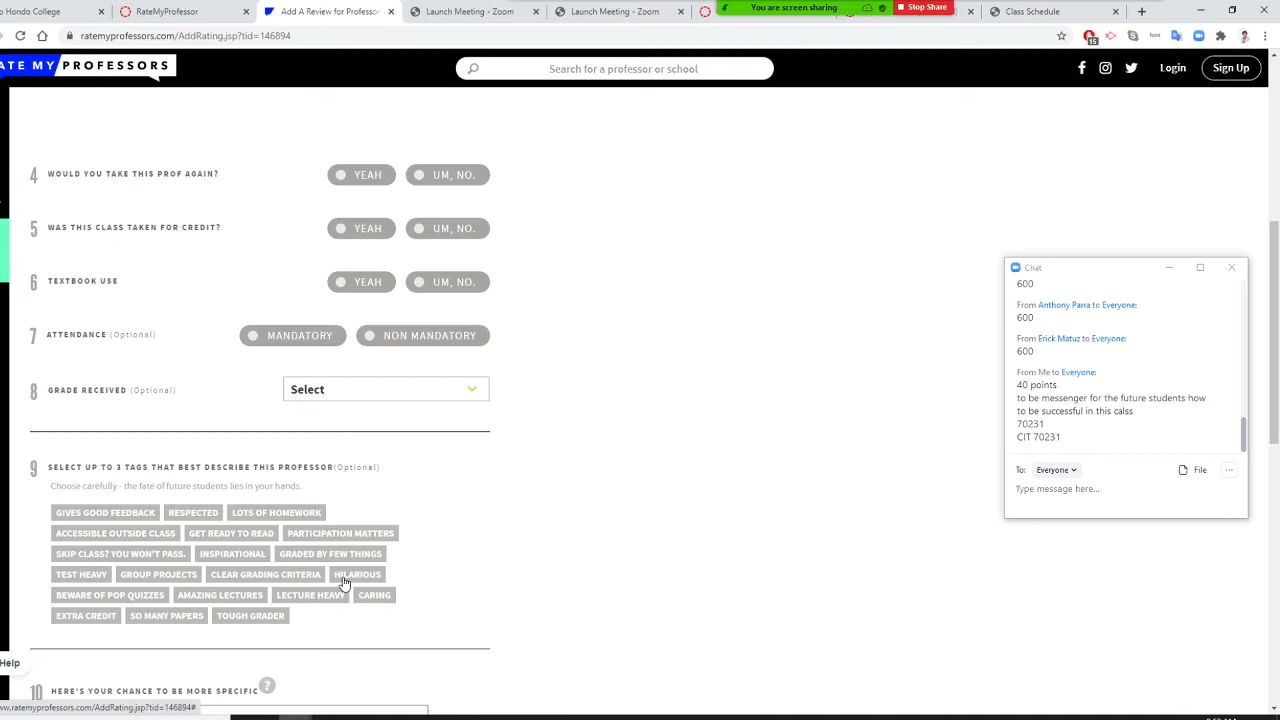 o Hondo College
RateMyProfessor
Add A Review for Professor
Launch Meeting - Zoom
Launch Meeting - Zoom
Class Schedule
You are screen sharing
Stop Share
ratemyprofessors.com/AddRating.jsp?tid=146894
15
font
ATE MY PROFESSORS
Search for a professor or school
Login
Sign Up
4 WOULD YOU TAKE THIS PROF AGAIN?
YEAH
UM, NO.
5 WAS THIS CLASS TAKEN FOR CREDIT?
YEAH
UM, NO.
6 TEXTBOOK USE
YEAH
UM, NO.
7 ATTENDANCE (Optional)
MANDATORY
NON MANDATORY
8 GRADE RECEIVED (Optional)
Select
9 SELECT UP TO 3 TAGS THAT BEST DESCRIBE THIS PROFESSOR(Optional)
Choose carefully - the fate of future students lies in your hands.
GIVES GOOD FEEDBACK RESPECTED LOTS OF HOMEWORK
ACCESSIBLE OUTSIDE CLASS GET READY TO READ PARTICIPATION MATTERS
SKIP CLASS? YOU WON'T PASS. INSPIRATIONAL GRADED BY FEW THINGS
TEST HEAVY GROUP PROJECTS CLEAR GRADING CRITERIA HILARIOUS
BEWARE OF POP QUIZZES AMAZING LECTURES LECTURE HEAVY CARING
EXTRA CREDIT SO MANY PAPERS TOUGH GRADER
10 HERE'S YOUR CHANCE TO BE MORE SPECIFIC ?
Help
ww.ratemyprofessors.com/AddRating.jsp?tid=146894#
Chat
600
From Anthony Parra to Everyone:
600
From Erick Matuz to Everyone:
600
From Me to Everyone:
40 points
to be messenger for the future students how
to be successful in this calss
70231
CIT 70231
To: Everyone
File
Type message here...